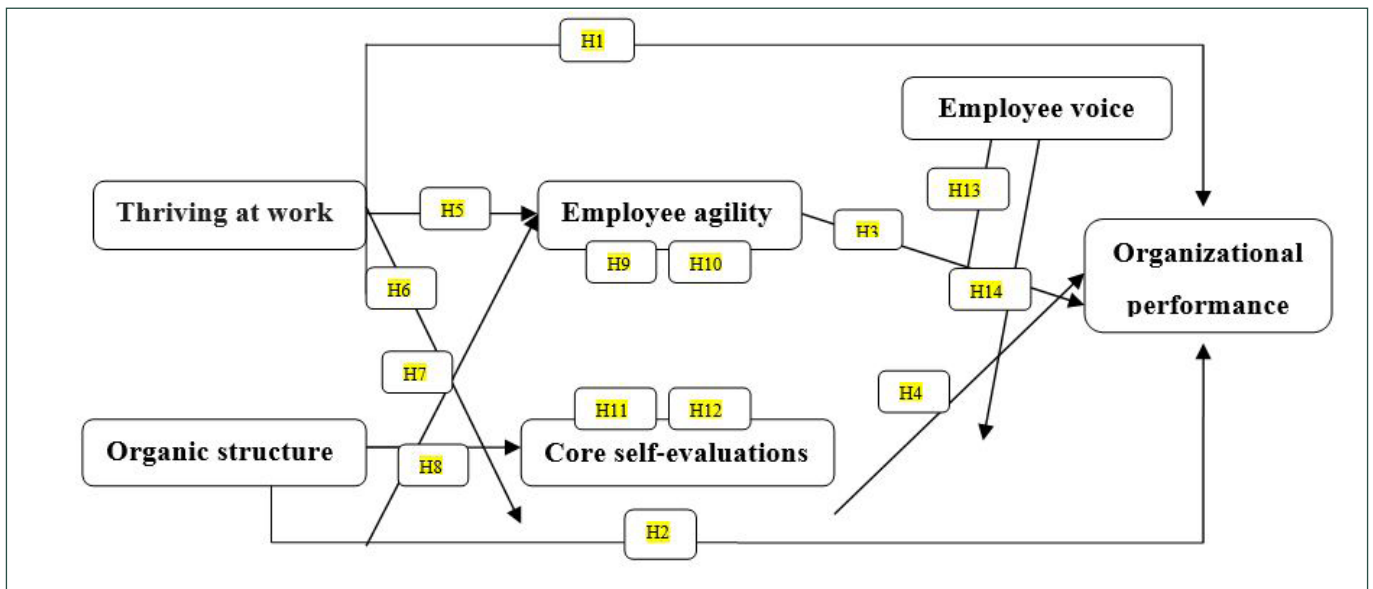 H1
Employee voice
H13
Thriving at work
H5
Employee agility
H3
H9
H10
Organizational
performance
H6
H14
H7
H4
H11
H12
Organic structure
H8
Core self-evaluations
H2